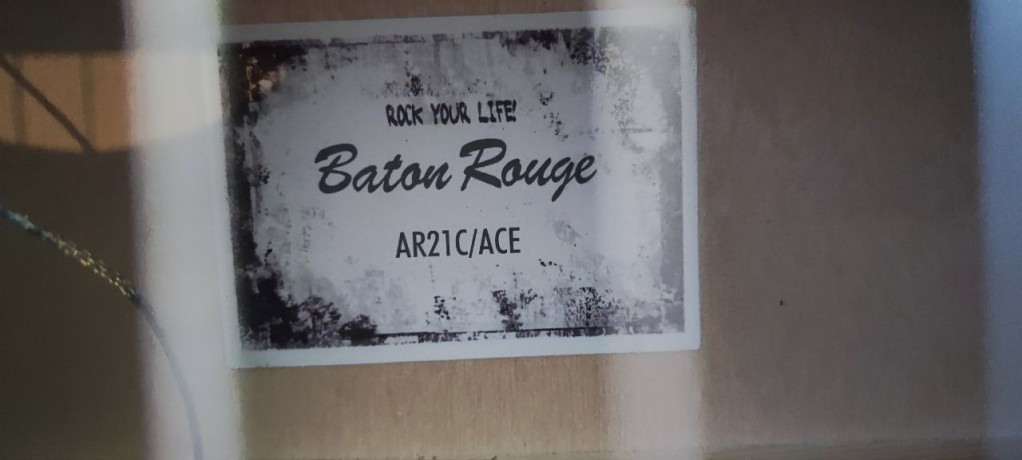 ROCK YOUR LIFE!
Baton Rouge
AR21C/ACE